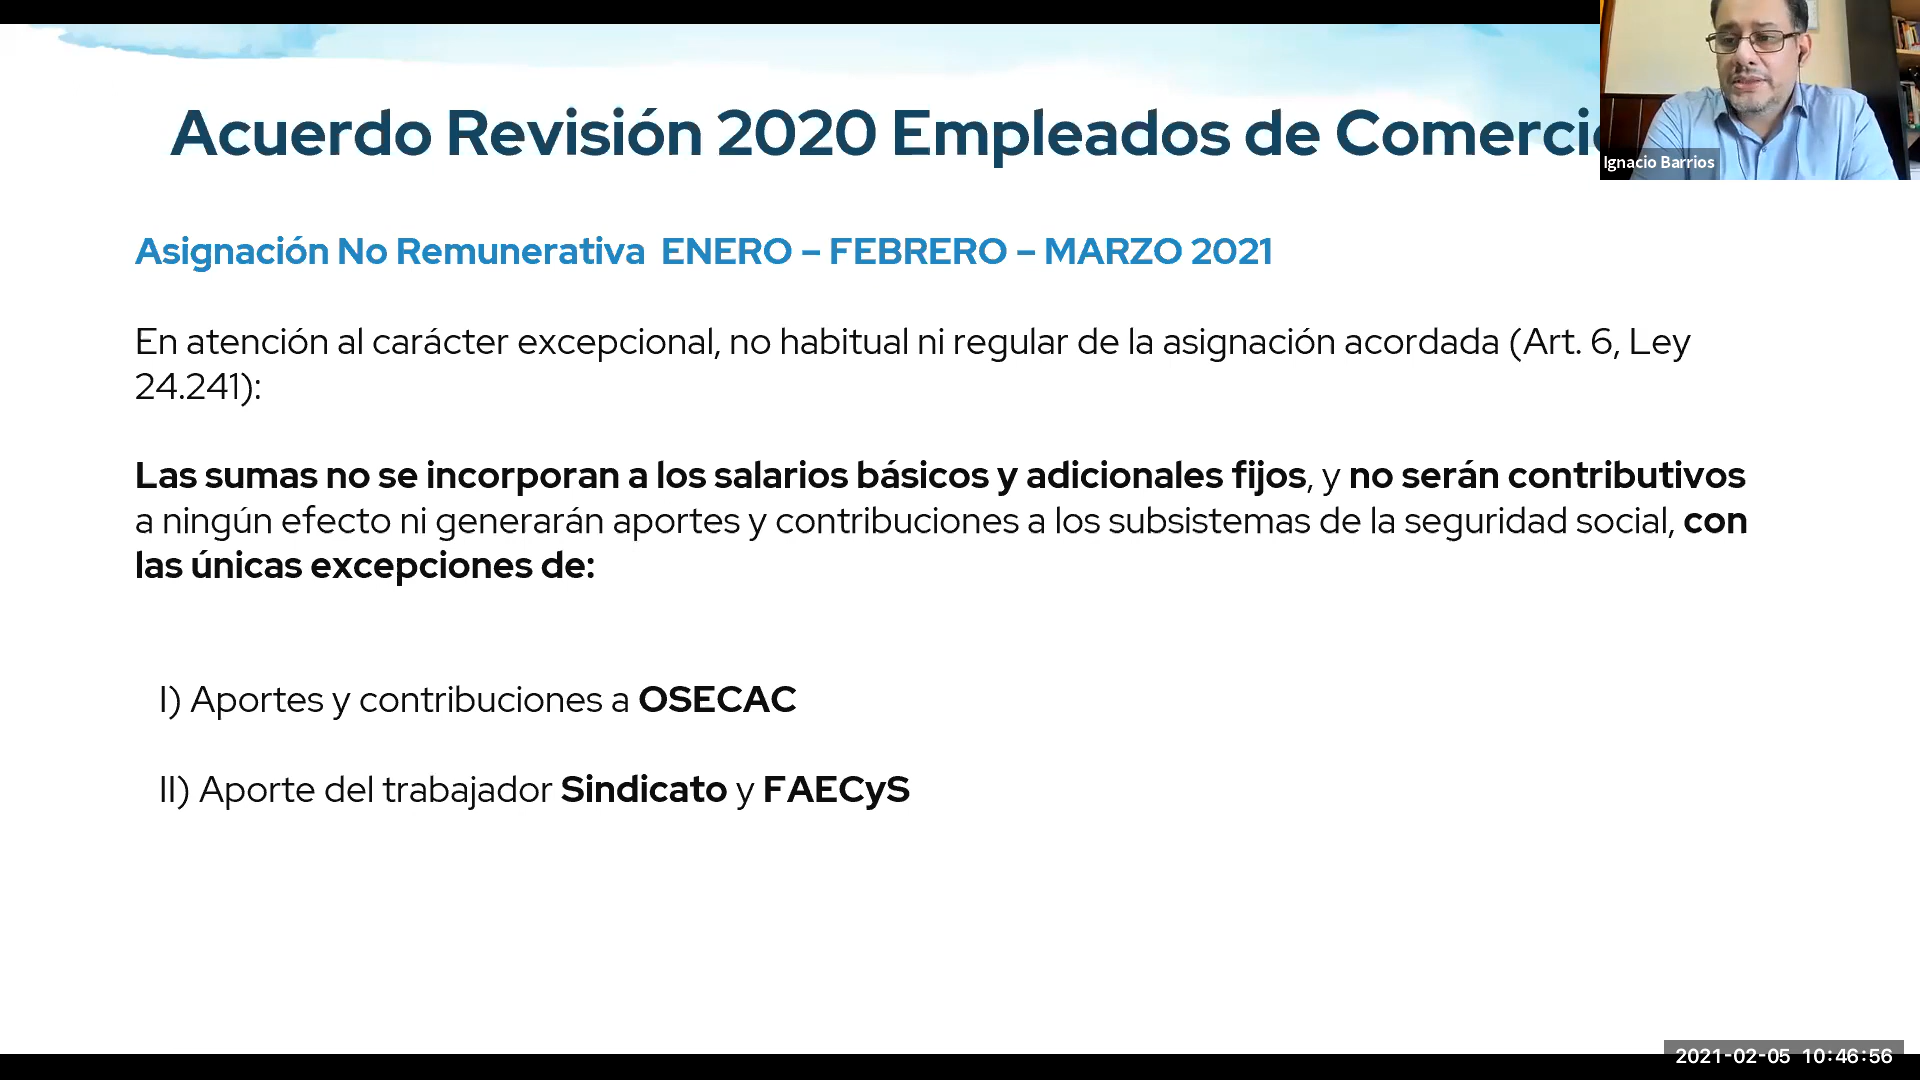 Acuerdo Revisión 2020 Empleados de Comerci
Ignacio Barrios
Asignación No Remunerativa ENERO – FEBRERO – MARZO 2021
En atención al carácter excepcional, no habitual ni regular de la asignación acordada (Art. 6, Ley
24.241):
Las sumas no se incorporan a los salarios básicos y adicionales fijos, y no serán contributivos
a ningún efecto ni generarán aportes y contribuciones a los subsistemas de la seguridad social, con
las únicas excepciones de:
I) Aportes y contribuciones a OSECAC
II) Aporte del trabajador Sindicato y FAECyS
2021-02-05 10:46:56